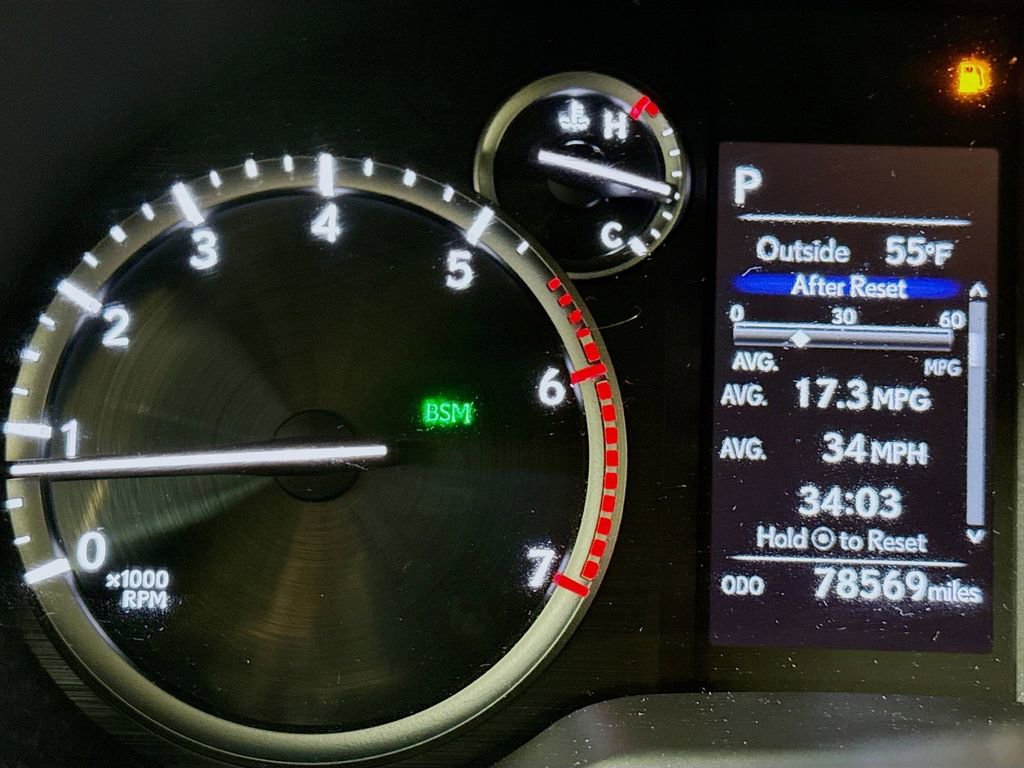 0
1
2
3
4
5
6
7
x1000
RPM
BSM
H
C
P
Outside 55°F
After Reset
0 30 60
AVG. MPG
AVG. 17.3 MPG
AVG. 34 MPH
34:03
Hold to Reset
ODO 78569 miles